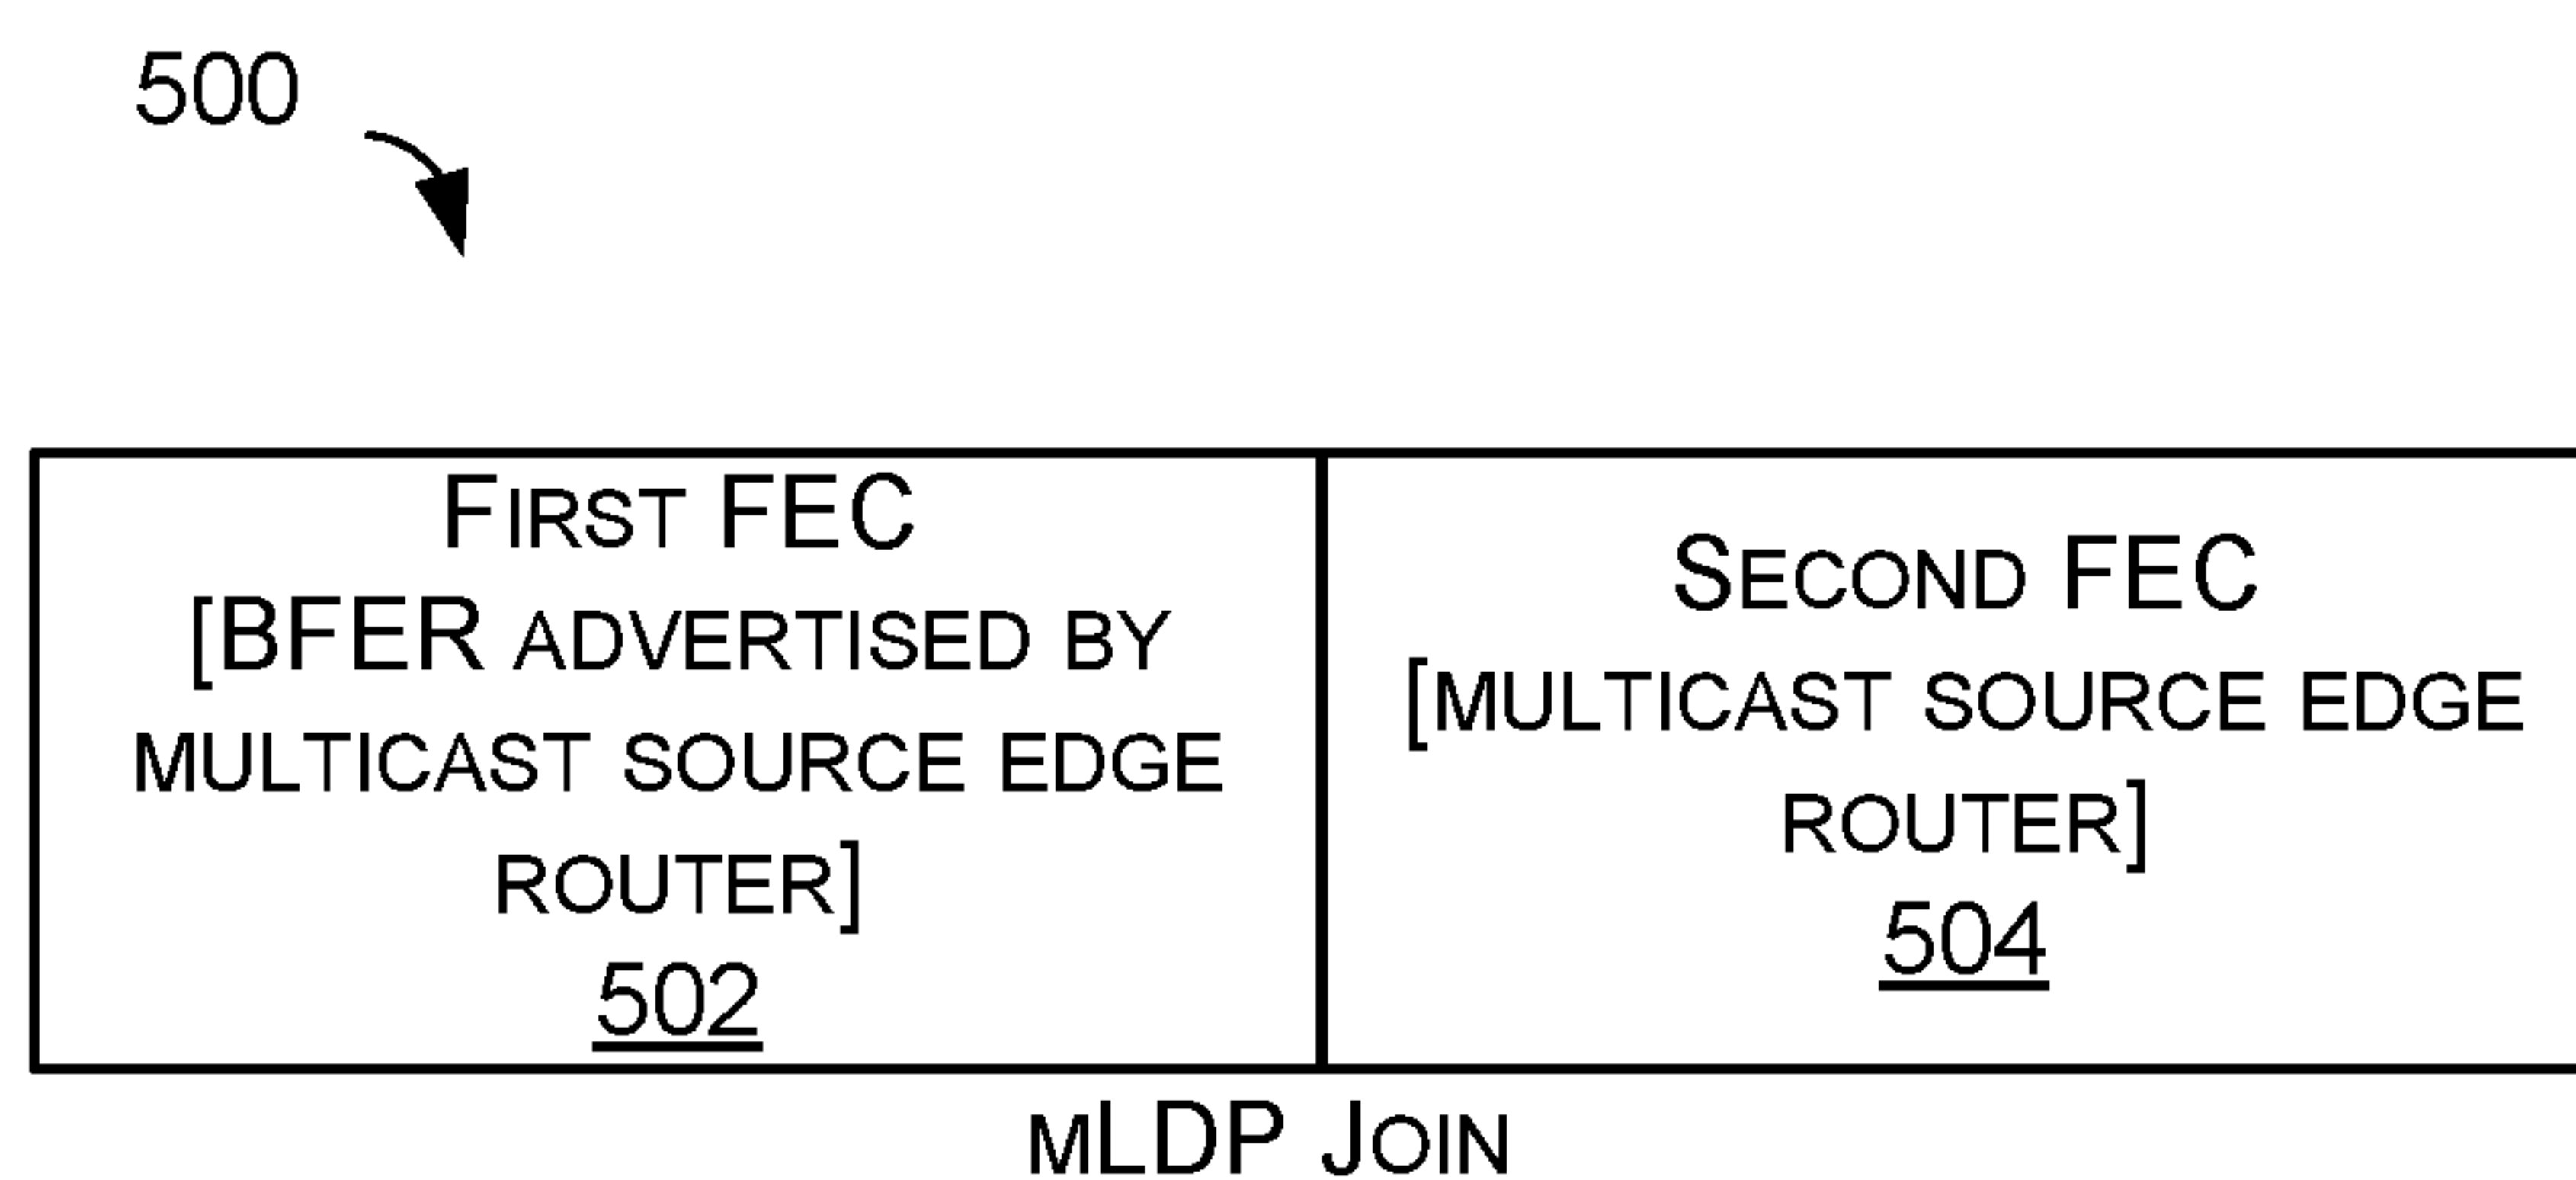 500
First FEC
[BFER advertised by
multicast source edge
router]
502
Second FEC
[multicast source edge
router]
504
mLDP Join